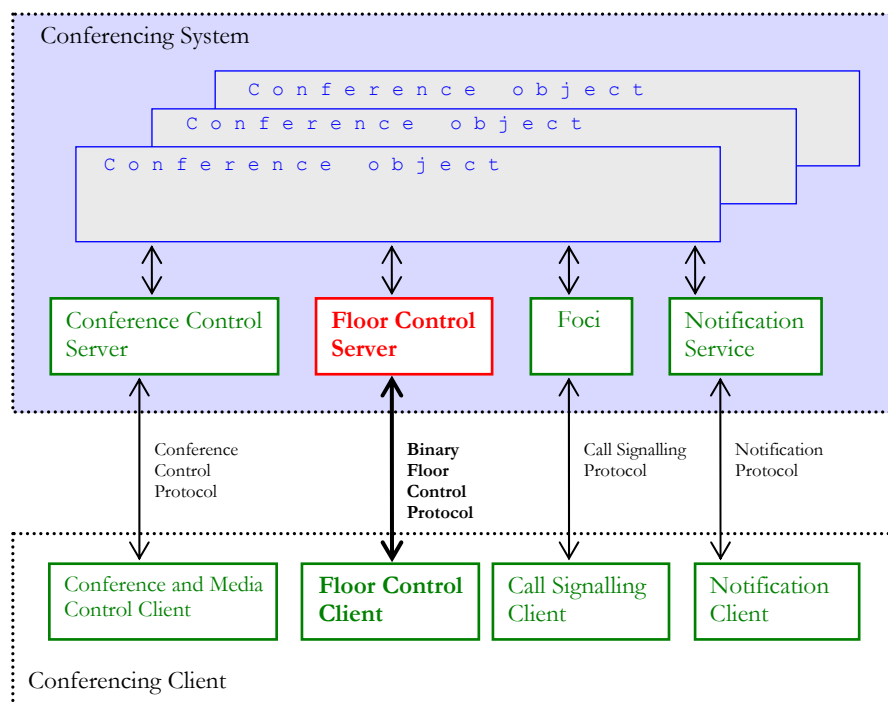 Conferencing System
Conference object
Conference object
Conference object
Conference Control
Server
Floor Control
Server
Foci
Notification
Service
Conference
Control
Protocol
Binary
Floor
Control
Protocol
Call Signalling
Protocol
Notification
Protocol
Conference and Media
Control Client
Floor Control
Client
Call Signalling
Client
Notification
Client
Conferencing Client